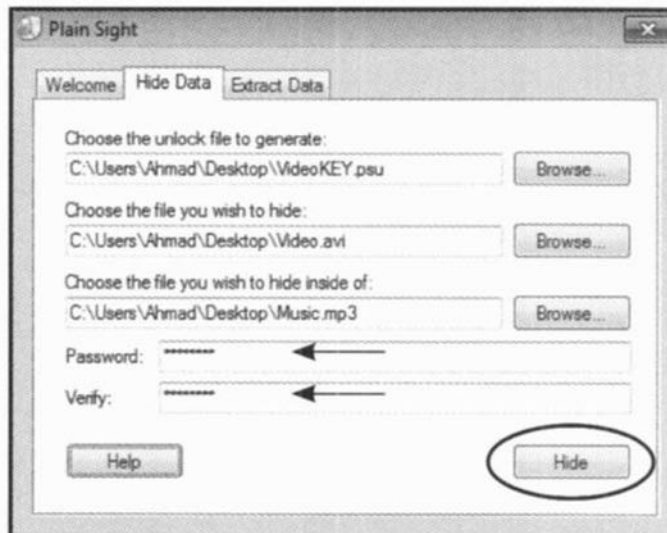 Plain Sight
Welcome Hide Data Extract Data
Choose the unlock file to generate:
C:\Users\Ahmad\Desktop\VideoKEY.psu Browse...
Choose the file you wish to hide:
C:\Users\Ahmad\Desktop\Video.avi Browse...
Choose the file you wish to hide inside of:
C:\Users\Ahmad\Desktop\Music.mp3 Browse...
Password: ••••••••
Verify: ••••••••
Help Hide